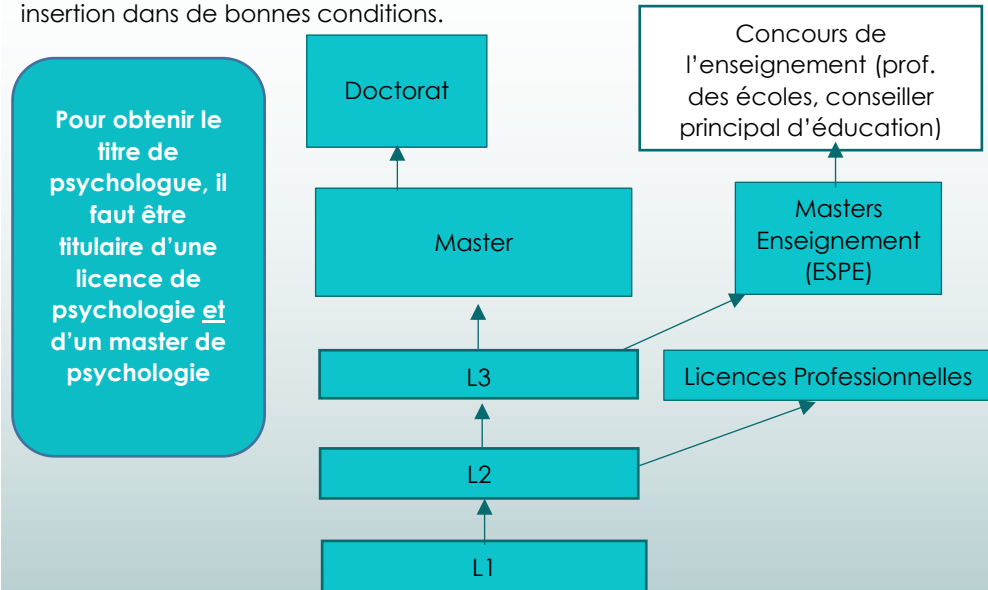 insertion dans de bonnes conditions.
Pour obtenir le
titre de
psychologue, il
faut être
titulaire d'une
licence de
psychologie et
d'un master de
psychologie
Doctorat
Concours de
l'enseignement (prof.
des écoles, conseiller
principal d'éducation)
Master
Masters
Enseignement
(ESPE)
L3
Licences Professionnelles
L2
L1